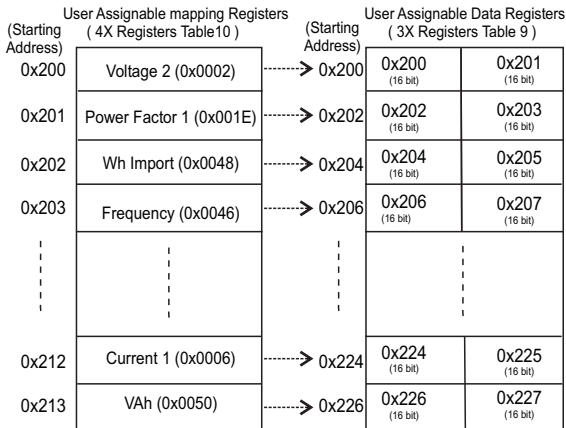 User Assignable mapping Registers
( 4X Registers Table10 )
User Assignable Data Registers
( 3X Registers Table 9 )
(Starting
Address)
(Starting
Address)
0x200 Voltage 2 (0x0002) 0x200 0x200 (16 bit) 0x201 (16 bit)
0x201 Power Factor 1 (0x001E) 0x202 0x202 (16 bit) 0x203 (16 bit)
0x202 Wh Import (0x0048) 0x204 0x204 (16 bit) 0x205 (16 bit)
0x203 Frequency (0x0046) 0x206 0x206 (16 bit) 0x207 (16 bit)
0x212 Current 1 (0x0006) 0x224 0x224 (16 bit) 0x225 (16 bit)
0x213 VAh (0x0050) 0x226 0x226 (16 bit) 0x227 (16 bit)